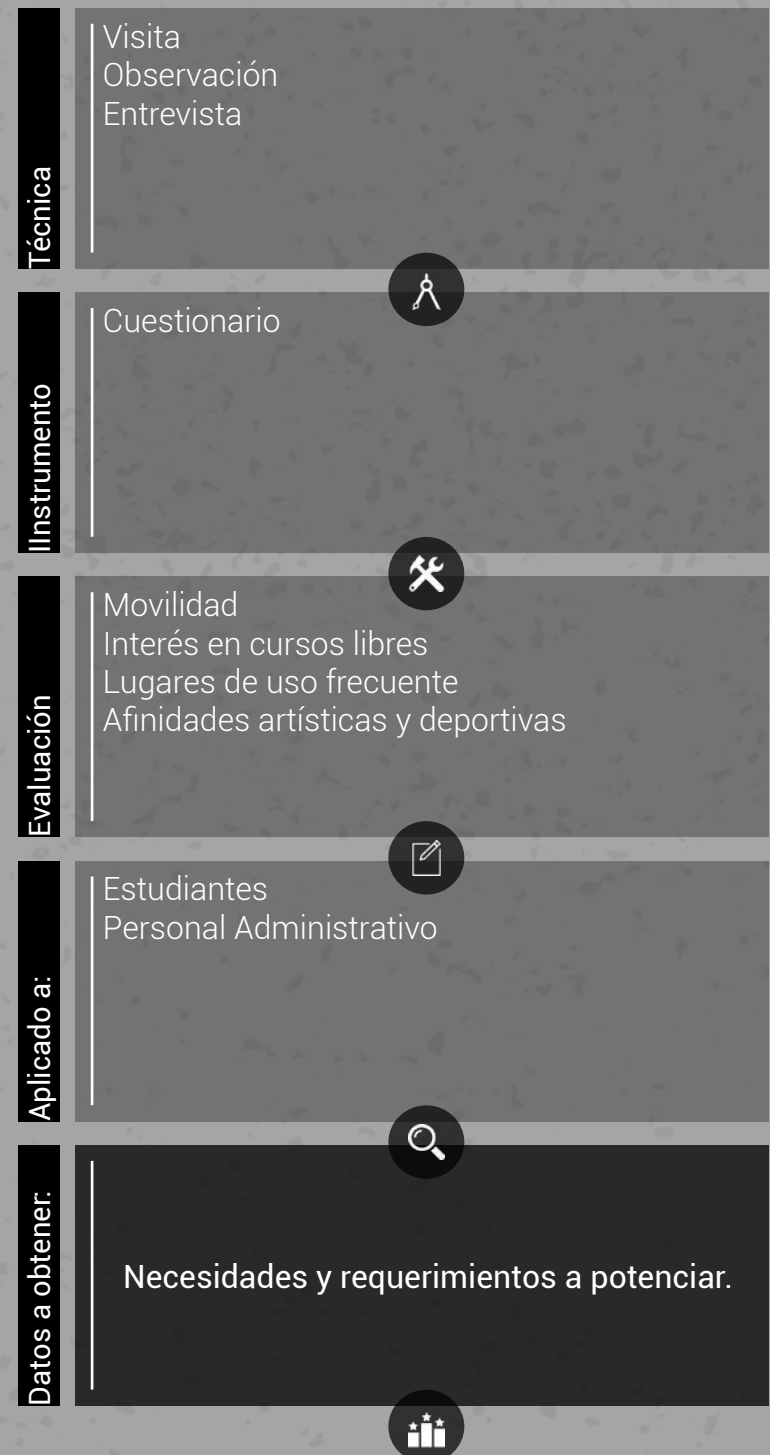 Técnica
Visita
Observación
Entrevista
IInstrumento
Cuestionario
Evaluación
Movilidad
Interés en cursos libres
Lugares de uso frecuente
Afinidades artísticas y deportivas
Aplicado a:
Estudiantes
Personal Administrativo
Datos a obtener:
Necesidades y requerimientos a potenciar.